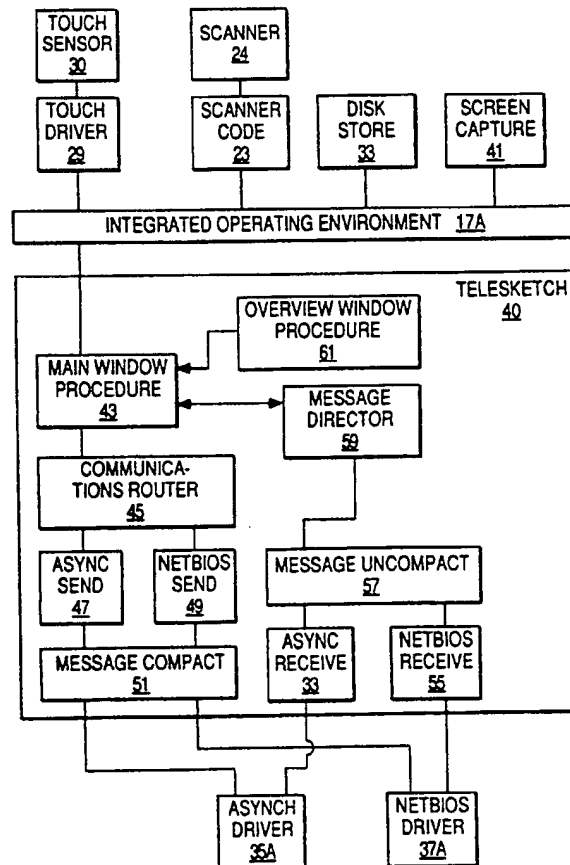 TOUCH
SENSOR
30
SCANNER
24
TOUCH
DRIVER
29
SCANNER
CODE
23
DISK
STORE
33
SCREEN
CAPTURE
41
INTEGRATED OPERATING ENVIRONMENT 17A
TELESKETCH
40
OVERVIEW WINDOW
PROCEDURE
61
MAIN WINDOW
PROCEDURE
43
MESSAGE
DIRECTOR
59
COMMUNICA-
TIONS ROUTER
45
ASYNC
SEND
47
NETBIOS
SEND
49
MESSAGE UNCOMPACT
57
MESSAGE COMPACT
51
ASYNC
RECEIVE
33
NETBIOS
RECEIVE
55
ASYNCH
DRIVER
35A
NETBIOS
DRIVER
37A